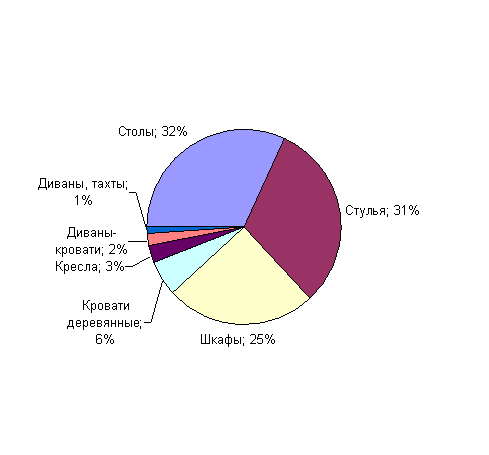 Столы; 32%
Диваны, тахты;
1%
Стулья; 31%
Диваны-
кровати; 2%
Кресла; 3%
Кровати
деревянные;
6%
Шкафы; 25%